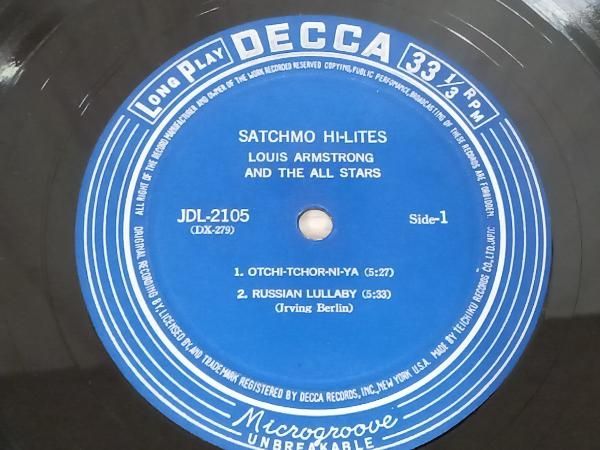 LONG PLAY DECCA 33 1/3 RPM
ALL RIGHT OF THE RECORD MANUFACTURER AND OWNER OF THE WORK RECORDED RESERVED COPYING, PUBLIC PERFOMANCE, BROADCASTING OF THESE RECORDS ARE FORBIDDEN.
SATCHMO HI-LITES
LOUIS ARMSTRONG
AND THE ALL STARS
JDL-2105
(DX-279)
Side-1
1. OTCHI-TCHOR-NI-YA (5:27)
2. RUSSIAN LULLABY (5:33)
(Irving Berlin)
ORIGINAL RECORDING BY, LICENSED BY, AND TRADEMARK REGISTERED BY DECCA RECORDS, INC., NEW YORK U.S.A. MADE BY TEICHIKU RECORDS CO., LTD. JAPAN
Microgroove
UNBREAKABLE